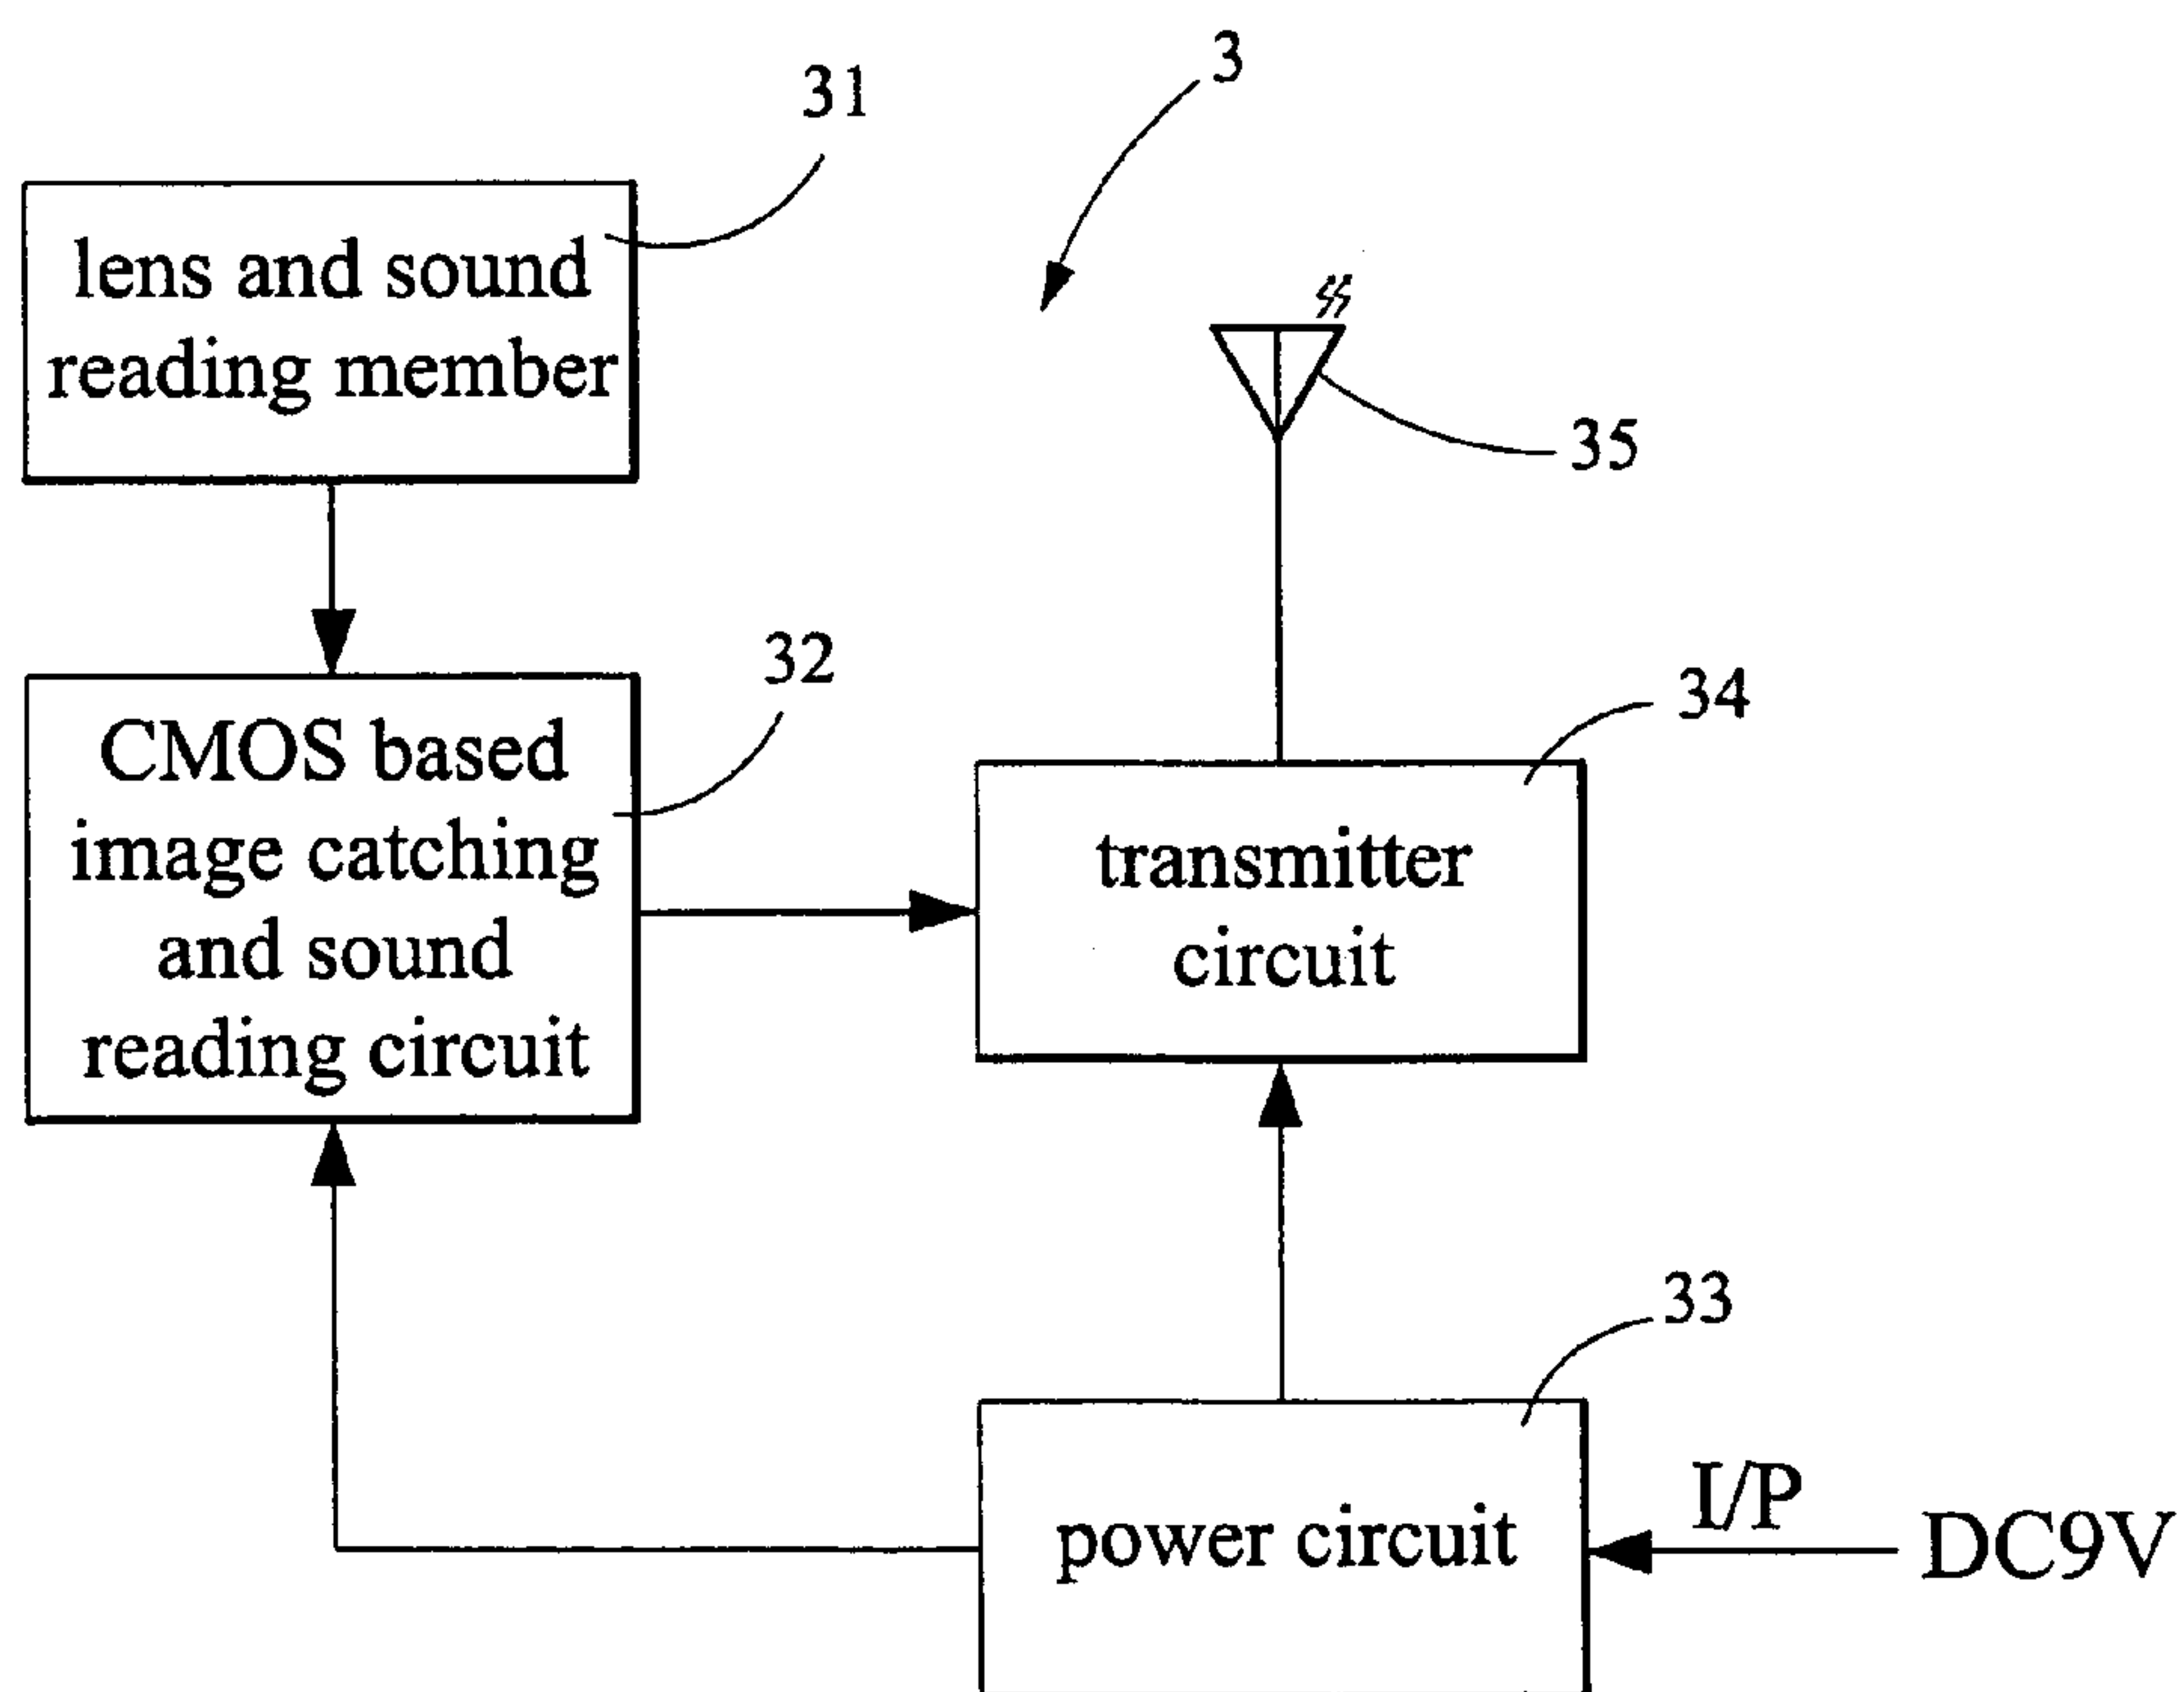 3
31
lens and sound
reading member
35
32
34
CMOS based
image catching
and sound
reading circuit
transmitter
circuit
33
I/P
power circuit
DC9V